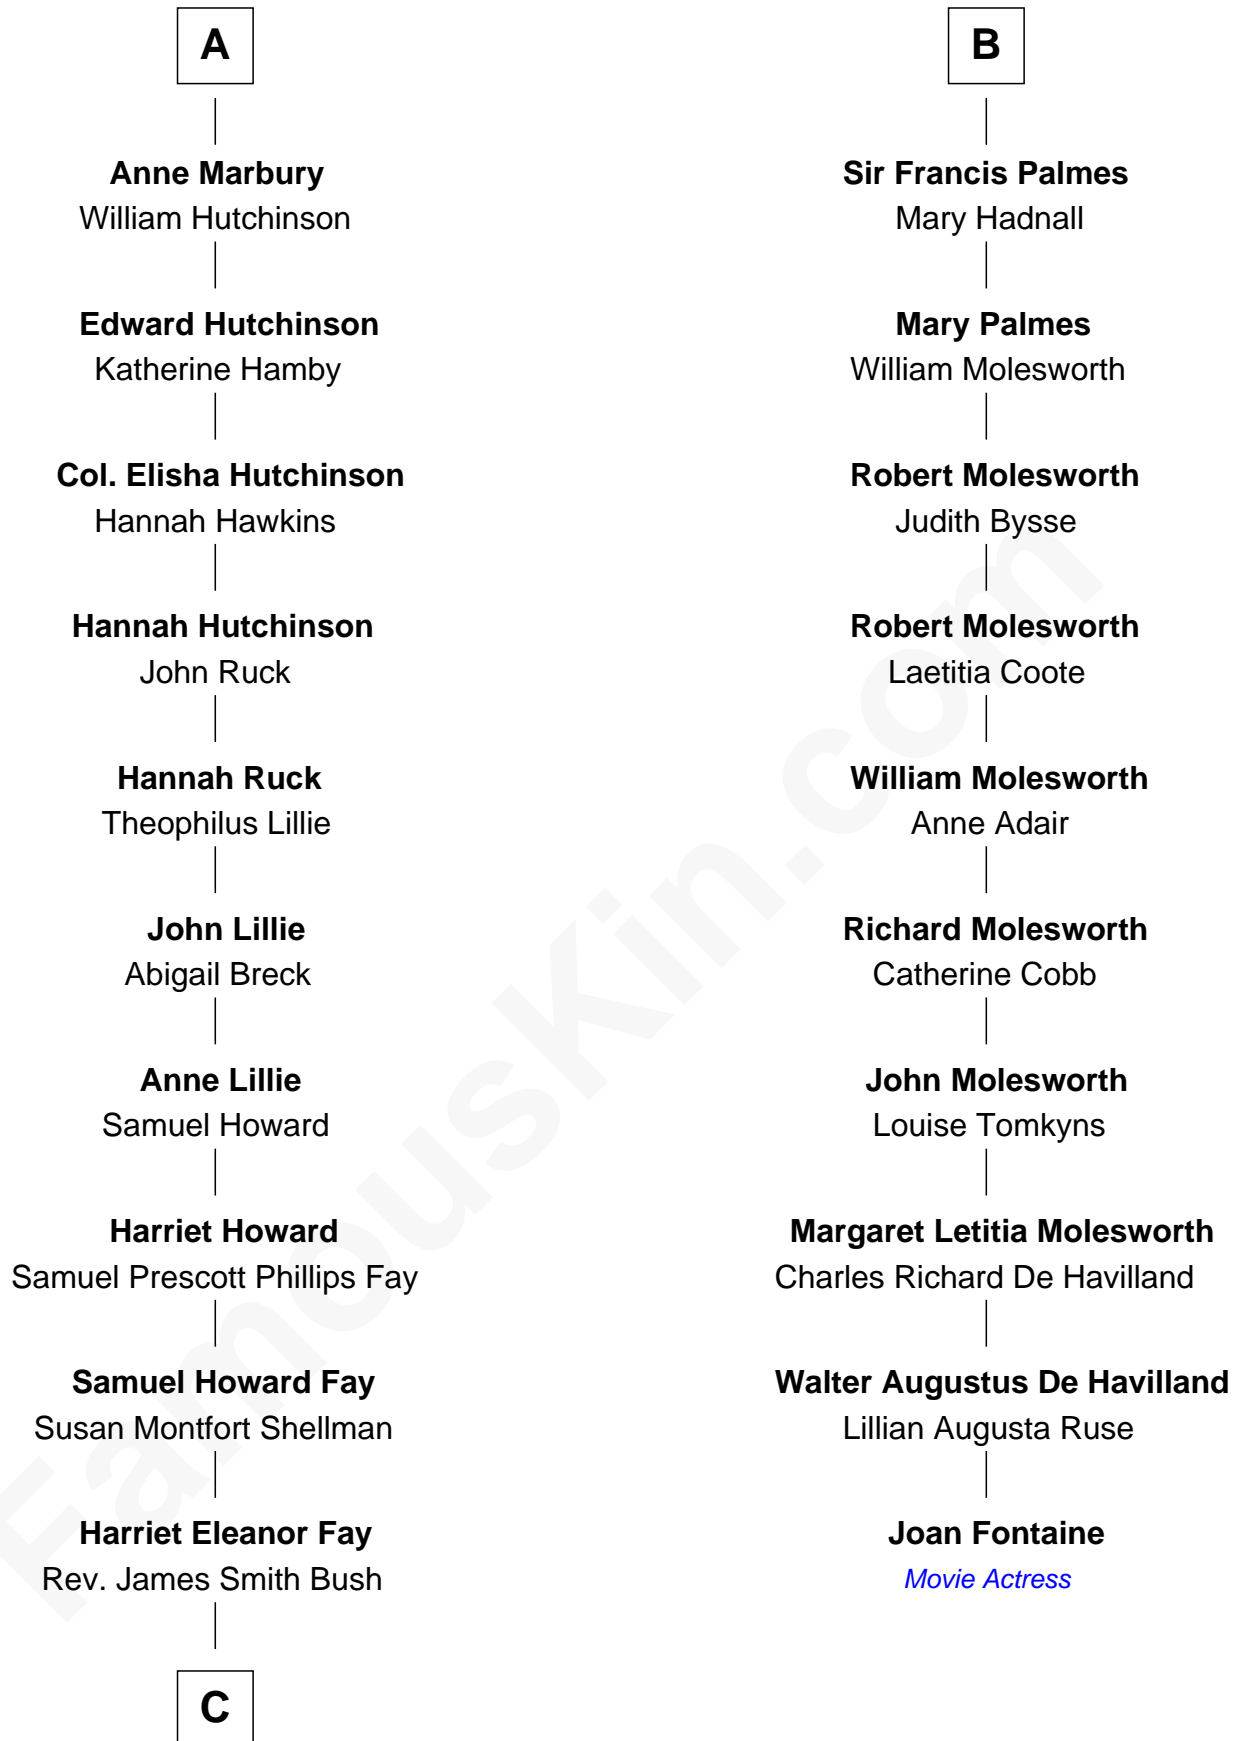 A
Anne Marbury
William Hutchinson
Edward Hutchinson
Katherine Hamby
Col. Elisha Hutchinson
Hannah Hawkins
Hannah Hutchinson
John Ruck
Hannah Ruck
Theophilus Lillie
John Lillie
Abigail Breck
Anne Lillie
Samuel Howard
Harriet Howard
Samuel Prescott Phillips Fay
Samuel Howard Fay
Susan Montfort Shellman
Harriet Eleanor Fay
Rev. James Smith Bush
C
B
Sir Francis Palmes
Mary Hadnall
Mary Palmes
William Molesworth
Robert Molesworth
Judith Bysse
Robert Molesworth
Laetitia Coote
William Molesworth
Anne Adair
Richard Molesworth
Catherine Cobb
John Molesworth
Louise Tomkyns
Margaret Letitia Molesworth
Charles Richard De Havilland
Walter Augustus De Havilland
Lillian Augusta Ruse
Joan Fontaine
Movie Actress
FamousKin.com